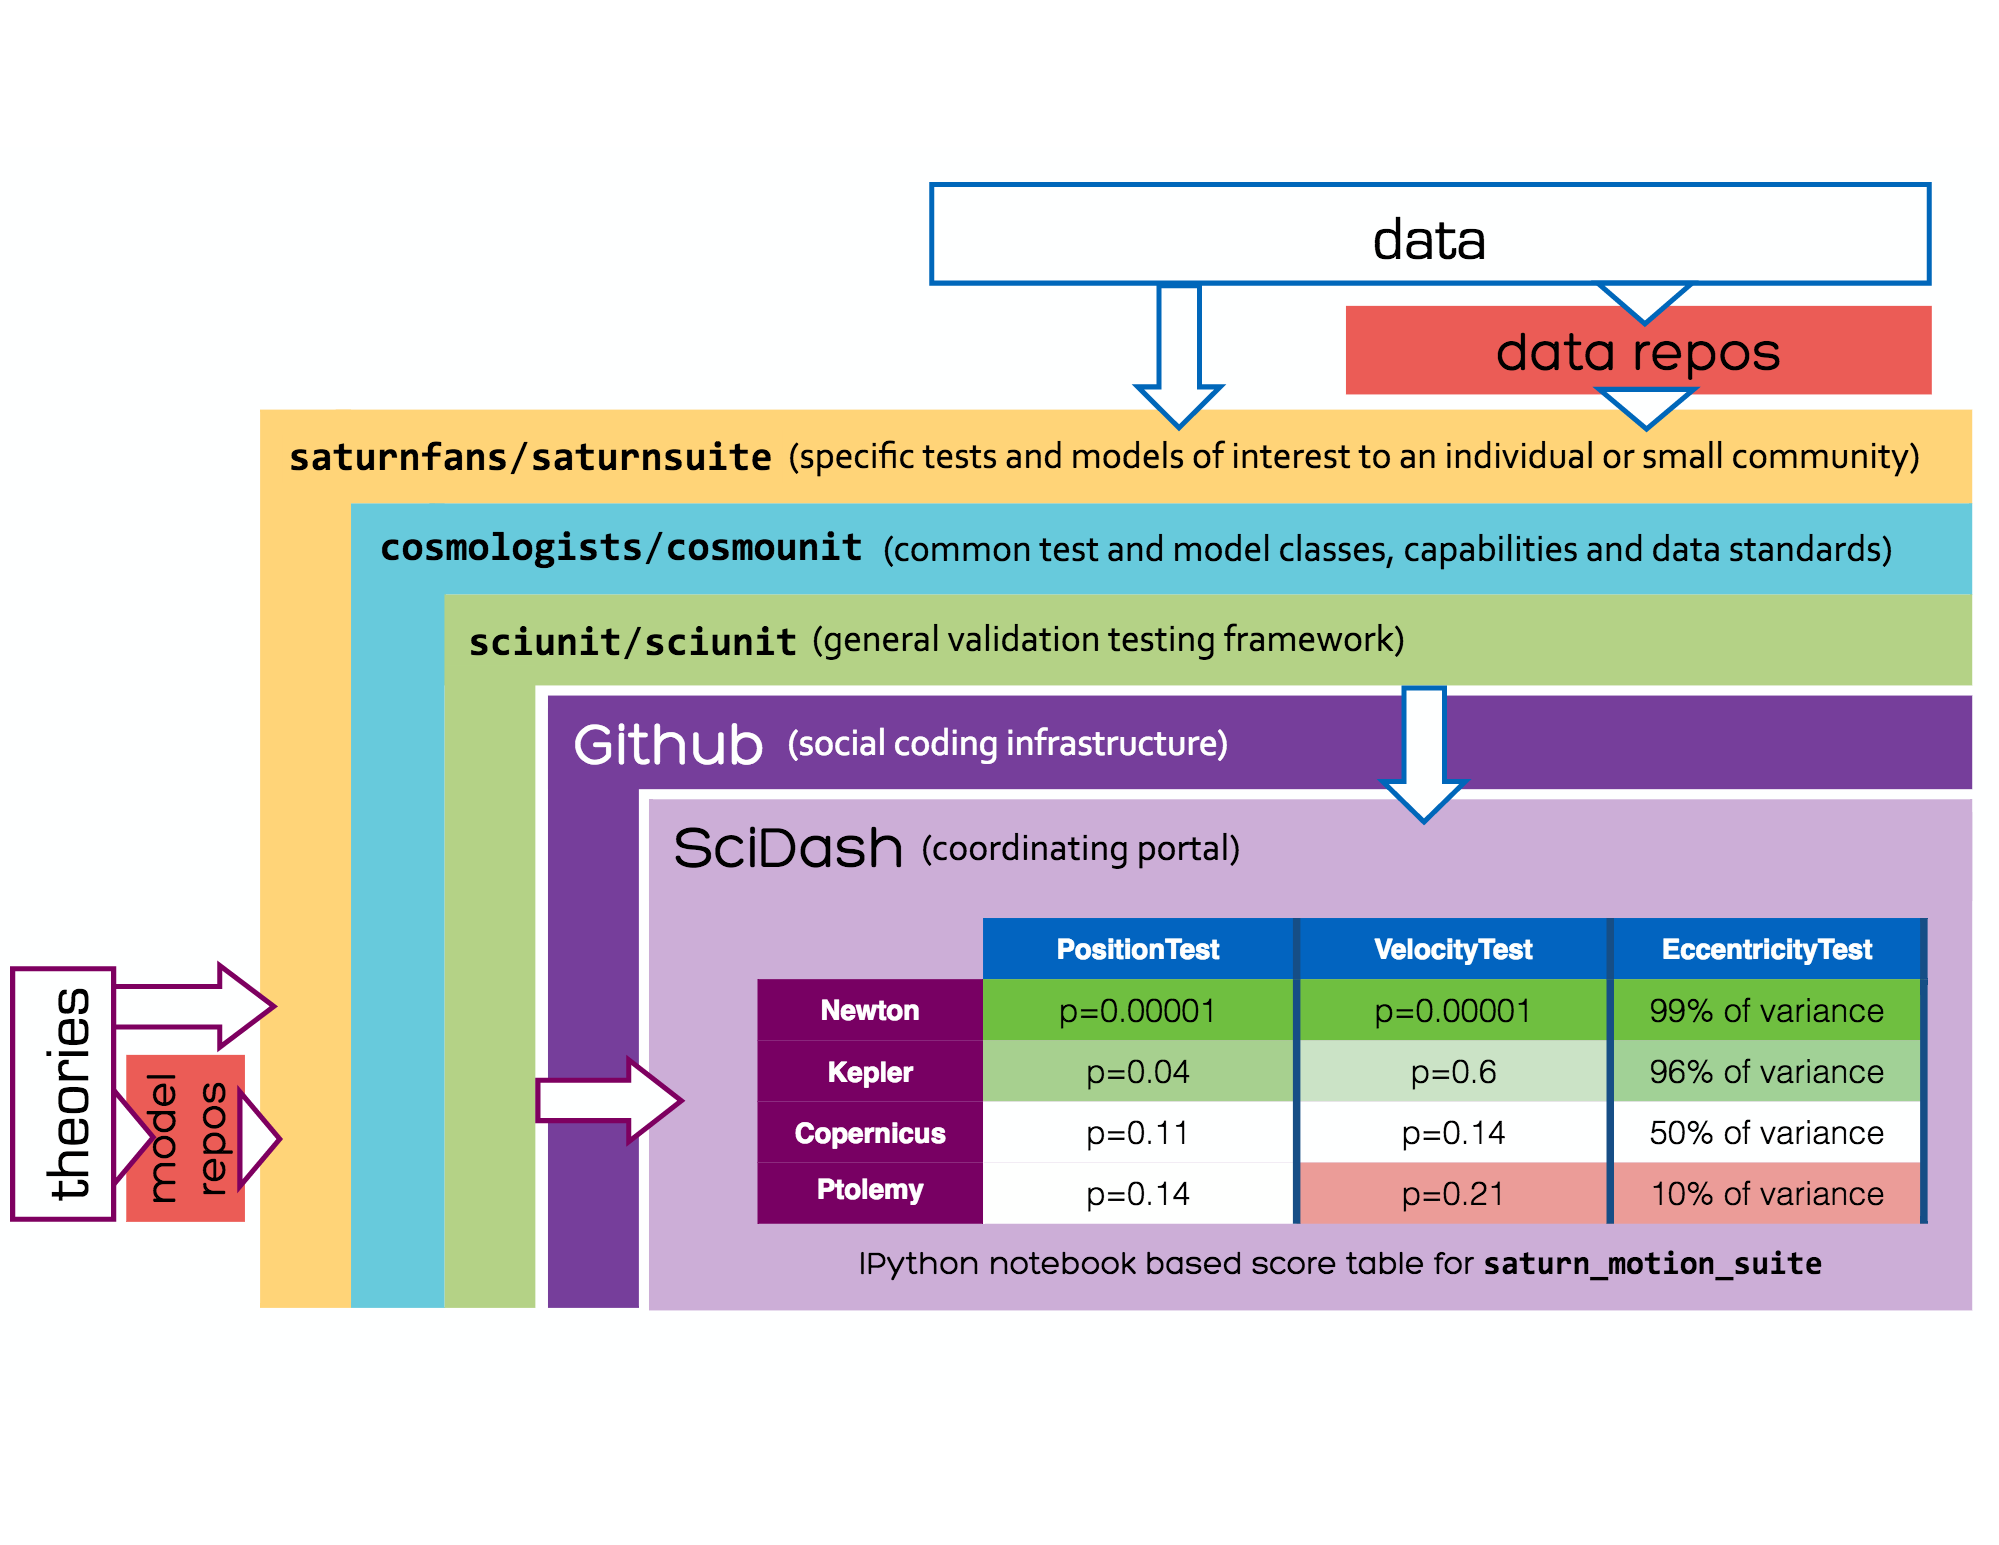 data
data repos
saturnfans/saturnsuite (specific tests and models of interest to an individual or small community)
cosmologists/cosmounit (common test and model classes, capabilities and data standards)
sciunit/sciunit (general validation testing framework)
Github (social coding infrastructure)
SciDash (coordinating portal)
theories
model
repos
PositionTest VelocityTest EccentricityTest
Newton p=0.00001 p=0.00001 99% of variance
Kepler p=0.04 p=0.6 96% of variance
Copernicus p=0.11 p=0.14 50% of variance
Ptolemy p=0.14 p=0.21 10% of variance
IPython notebook based score table for saturn_motion_suite